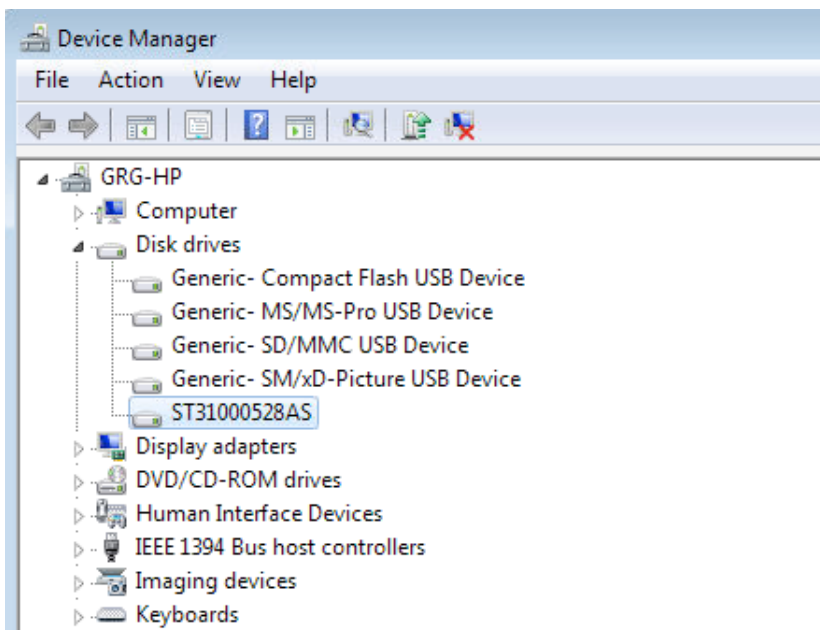 Device Manager
File Action View Help
GRG-HP
Computer
Disk drives
Generic- Compact Flash USB Device
Generic- MS/MS-Pro USB Device
Generic- SD/MMC USB Device
Generic- SM/xD-Picture USB Device
ST31000528AS
Display adapters
DVD/CD-ROM drives
Human Interface Devices
IEEE 1394 Bus host controllers
Imaging devices
Keyboards